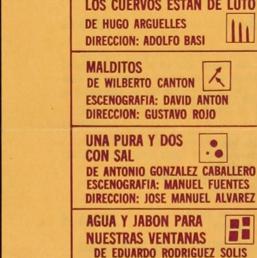 LOS CUERVOS ESTAN DE LUTO
DE HUGO ARGUELLES
DIRECCION: ADOLFO BASI
MALDITOS
DE WILBERTO CANTON
ESCENOGRAFIA: DAVID ANTON
DIRECCION: GUSTAVO ROJO
UNA PURA Y DOS
CON SAL
DE ANTONIO GONZALEZ CABALLERO
ESCENOGRAFIA: MANUEL FUENTES
DIRECCION: JOSE MANUEL ALVAREZ
AGUA Y JABON PARA
NUESTRAS VENTANAS
DE EDUARDO RODRIGUEZ SOLIS